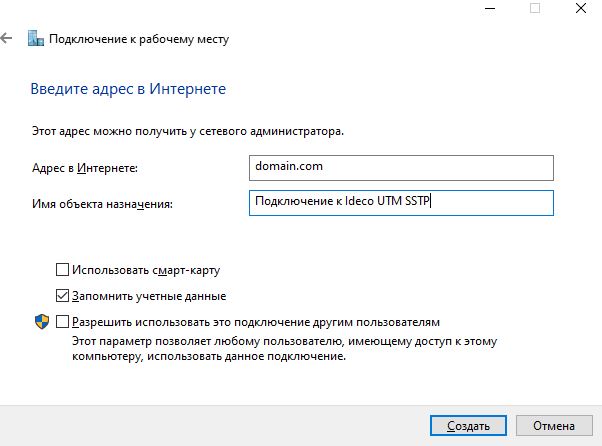 Подключение к рабочему месту
Введите адрес в Интернете
Этот адрес можно получить у сетевого администратора.
Адрес в Интернете: domain.com
Имя объекта назначения: Подключение к Ideco UTM SSTP
Использовать смарт-карту
Запомнить учетные данные
Разрешить использовать это подключение другим пользователям
Этот параметр позволяет любому пользователю, имеющему доступ к этому
компьютеру, использовать данное подключение.
Создать Отмена